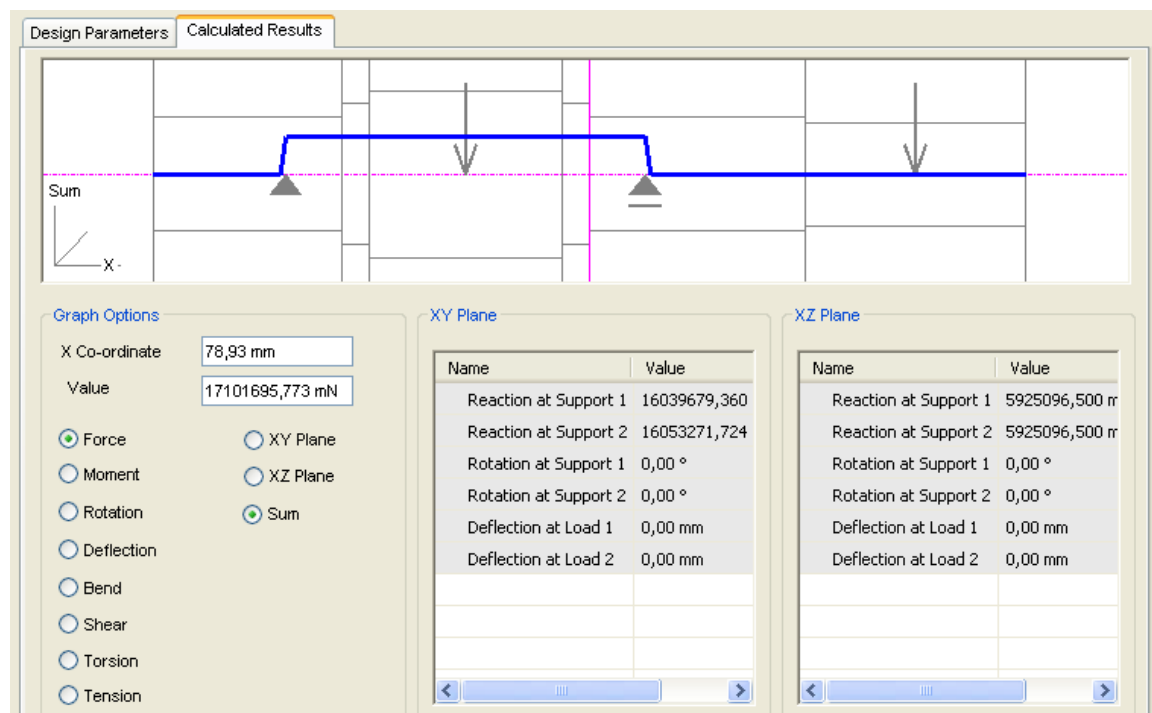 Design Parameters Calculated Results
Sum
X -
Graph Options
X Co-ordinate 78,93 mm
Value 17101695,773 mN
Force XY Plane
Moment XZ Plane
Rotation Sum
Deflection
Bend
Shear
Torsion
Tension
XY Plane
Name Value
Reaction at Support 1 16039679,360
Reaction at Support 2 16053271,724
Rotation at Support 1 0,00 °
Rotation at Support 2 0,00 °
Deflection at Load 1 0,00 mm
Deflection at Load 2 0,00 mm
XZ Plane
Name Value
Reaction at Support 1 5925096,500 m
Reaction at Support 2 5925096,500 m
Rotation at Support 1 0,00 °
Rotation at Support 2 0,00 °
Deflection at Load 1 0,00 mm
Deflection at Load 2 0,00 mm